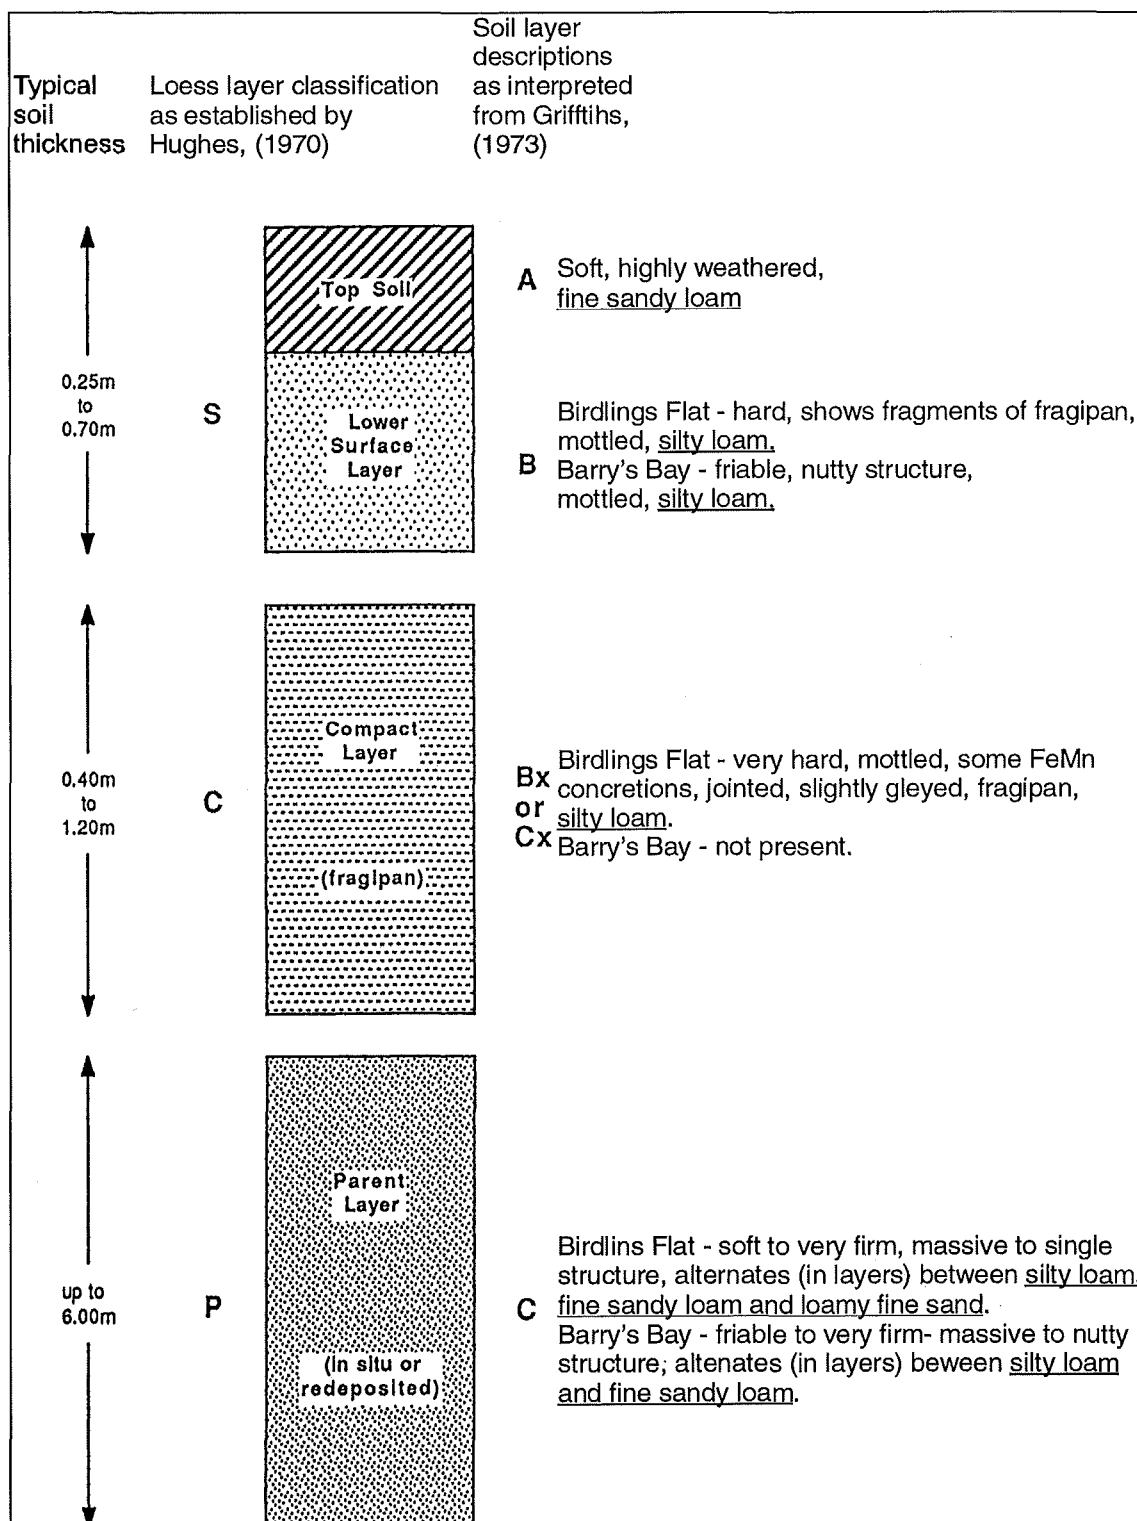 Typical
soil
thickness
Loess layer classification
as established by
Hughes, (1970)
Soil layer
descriptions
as interpreted
from Grifftihs,
(1973)
0.25m
to
0.70m
S
Top Soil
Lower
Surface
Layer
A
Soft, highly weathered,
fine sandy loam
B
Birdlings Flat - hard, shows fragments of fragipan,
mottled, silty loam.
Barry's Bay - friable, nutty structure,
mottled, silty loam.
0.40m
to
1.20m
C
Compact
Layer
(fragipan)
Bx
or
Cx
Birdlings Flat - very hard, mottled, some FeMn
concretions, jointed, slightly gleyed, fragipan,
silty loam.
Barry's Bay - not present.
up to
6.00m
P
Parent
Layer
(in situ or
redeposited)
C
Birdlins Flat - soft to very firm, massive to single
structure, alternates (in layers) between silty loam,
fine sandy loam and loamy fine sand.
Barry's Bay - friable to very firm- massive to nutty
structure; altenates (in layers) beween silty loam
and fine sandy loam.